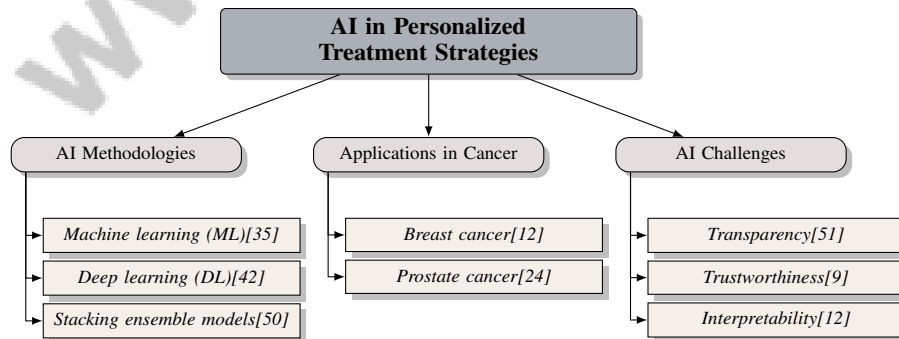 AI in Personalized
Treatment Strategies
AI Methodologies
Applications in Cancer
AI Challenges
Machine learning (ML)[35]
Breast cancer[12]
Transparency[51]
Deep learning (DL)[42]
Prostate cancer[24]
Trustworthiness[9]
Stacking ensemble models[50]
Interpretability[12]